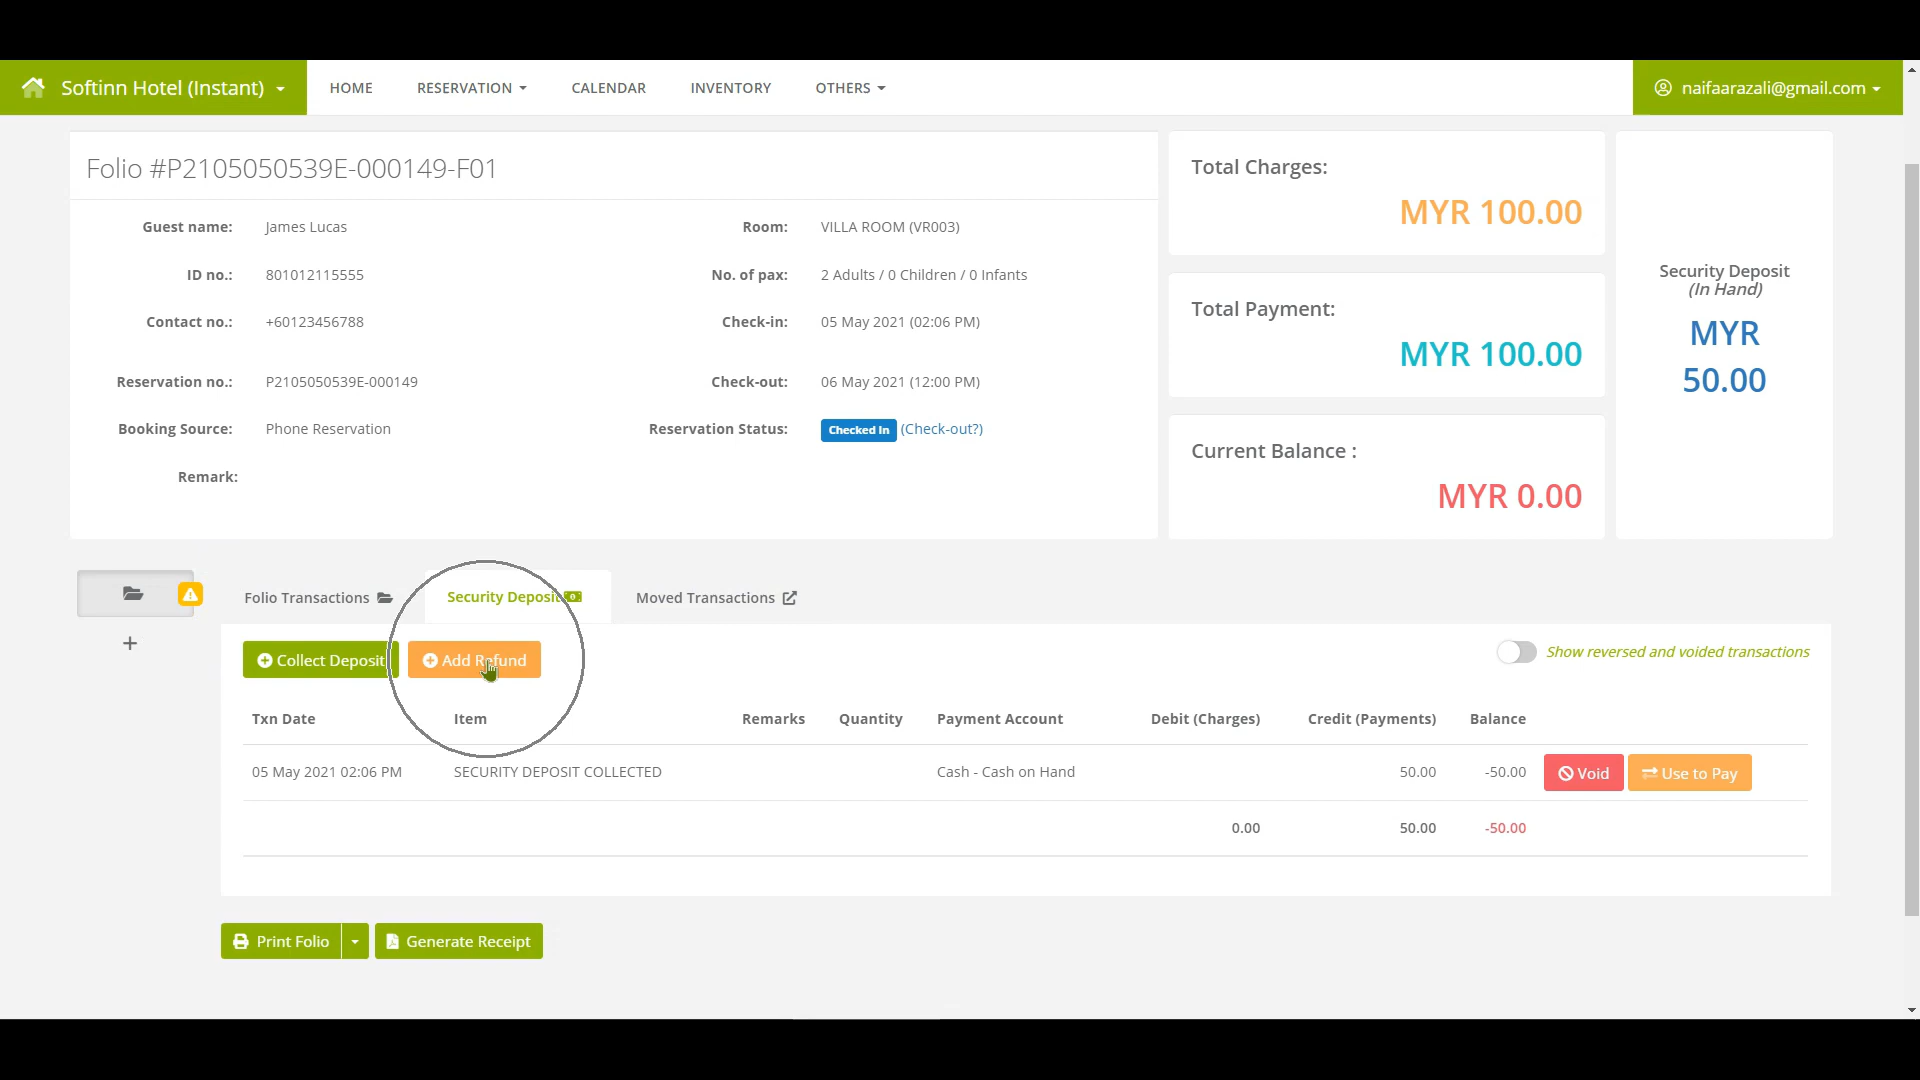 Softinn Hotel (Instant)
HOME
RESERVATION
CALENDAR
INVENTORY
OTHERS
naifaarazali@gmail.com
Folio #P2105050539E-000149-F01
Guest name: James Lucas
Room: VILLA ROOM (VR003)
ID no.: 801012115555
No. of pax: 2 Adults / 0 Children / 0 Infants
Contact no.: +60123456788
Check-in: 05 May 2021 (02:06 PM)
Reservation no.: P2105050539E-000149
Check-out: 06 May 2021 (12:00 PM)
Booking Source: Phone Reservation
Reservation Status: Checked In (Check-out?)
Remark:
Total Charges:
MYR 100.00
Total Payment:
MYR 100.00
Current Balance :
MYR 0.00
Security Deposit
(In Hand)
MYR
50.00
Folio Transactions
Security Deposit
Moved Transactions
Collect Deposit
Add Refund
Show reversed and voided transactions
Txn Date Item Remarks Quantity Payment Account Debit (Charges) Credit (Payments) Balance
05 May 2021 02:06 PM SECURITY DEPOSIT COLLECTED Cash - Cash on Hand 50.00 -50.00 Void Use to Pay
0.00 50.00 -50.00
Print Folio
Generate Receipt